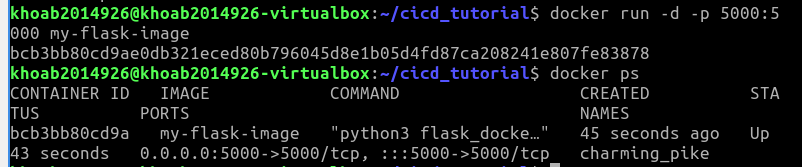 khoab2014926@khoab2014926-virtualbox:~/cicd_tutorial$ docker run -d -p 5000:5
000 my-flask-image
bcb3bb80cd9ae0db321eced80b796045d8e1b05d4fd87ca208241e807fe83878
khoab2014926@khoab2014926-virtualbox:~/cicd_tutorial$ docker ps
CONTAINER ID   IMAGE            COMMAND                  CREATED          STA
TUS          PORTS                                       NAMES
bcb3bb80cd9a   my-flask-image   "python3 flask_docke…"   45 seconds ago   Up
43 seconds   0.0.0.0:5000->5000/tcp, :::5000->5000/tcp   charming_pike